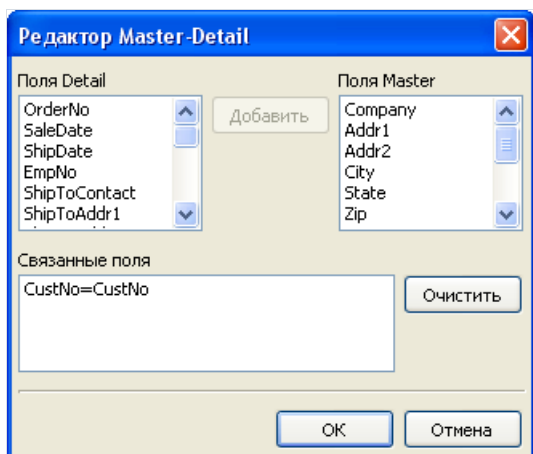 Редактор Master-Detail
Поля Detail
Поля Master
OrderNo
SaleDate
ShipDate
EmpNo
ShipToContact
ShipToAddr1
Добавить
Company
Addr1
Addr2
City
State
Zip
Связанные поля
CustNo=CustNo
Очистить
OK
Отмена